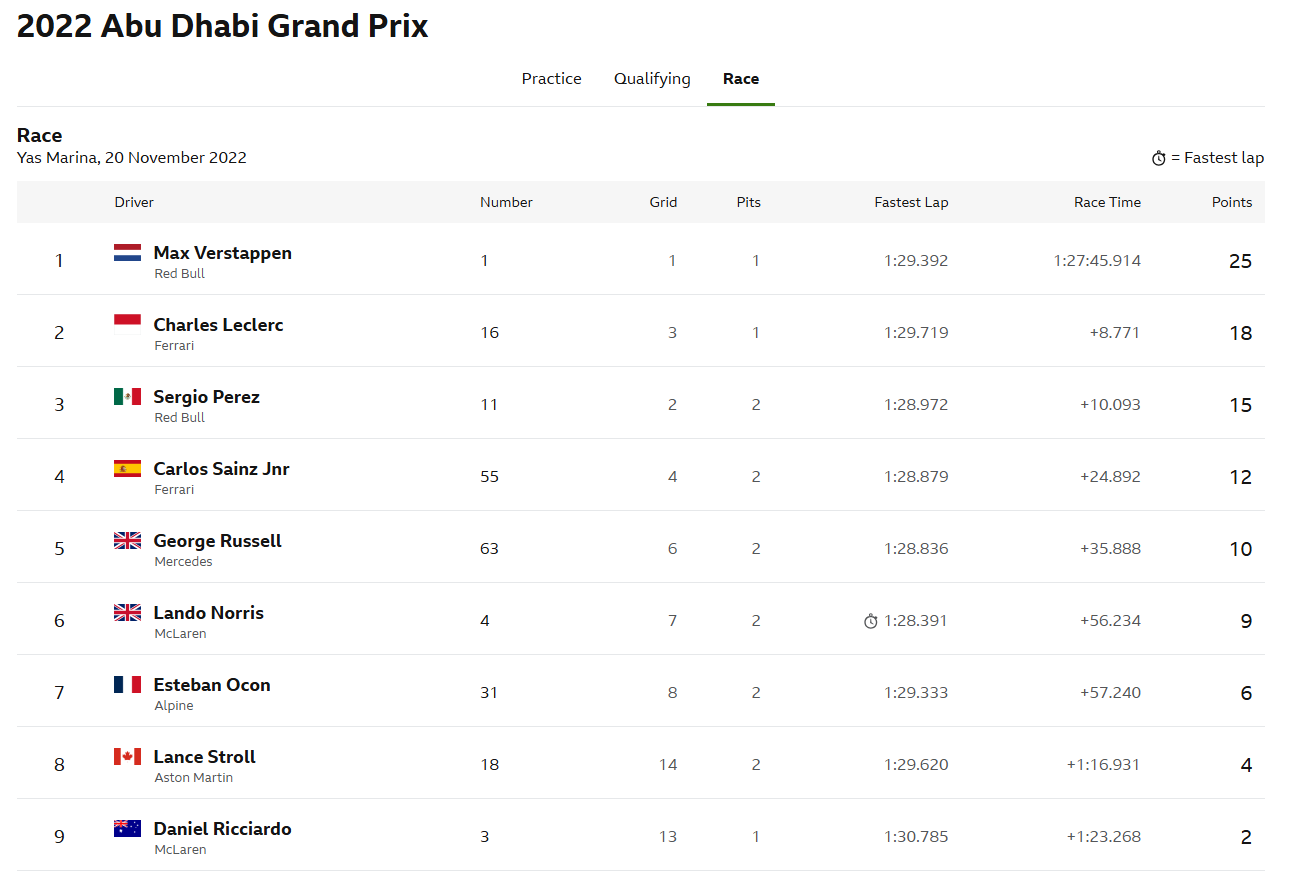 2022 Abu Dhabi Grand Prix
Practice Qualifying Race
Race
Yas Marina, 20 November 2022 = Fastest lap
Driver Number Grid Pits Fastest Lap Race Time Points
1 Max Verstappen 1 1 1 1:29.392 1:27:45.914 25
Red Bull
2 Charles Leclerc 16 3 1 1:29.719 +8.771 18
Ferrari
3 Sergio Perez 11 2 2 1:28.972 +10.093 15
Red Bull
4 Carlos Sainz Jnr 55 4 2 1:28.879 +24.892 12
Ferrari
5 George Russell 63 6 2 1:28.836 +35.888 10
Mercedes
6 Lando Norris 4 7 2 1:28.391 +56.234 9
McLaren
7 Esteban Ocon 31 8 2 1:29.333 +57.240 6
Alpine
8 Lance Stroll 18 14 2 1:29.620 +1:16.931 4
Aston Martin
9 Daniel Ricciardo 3 13 1 1:30.785 +1:23.268 2
McLaren